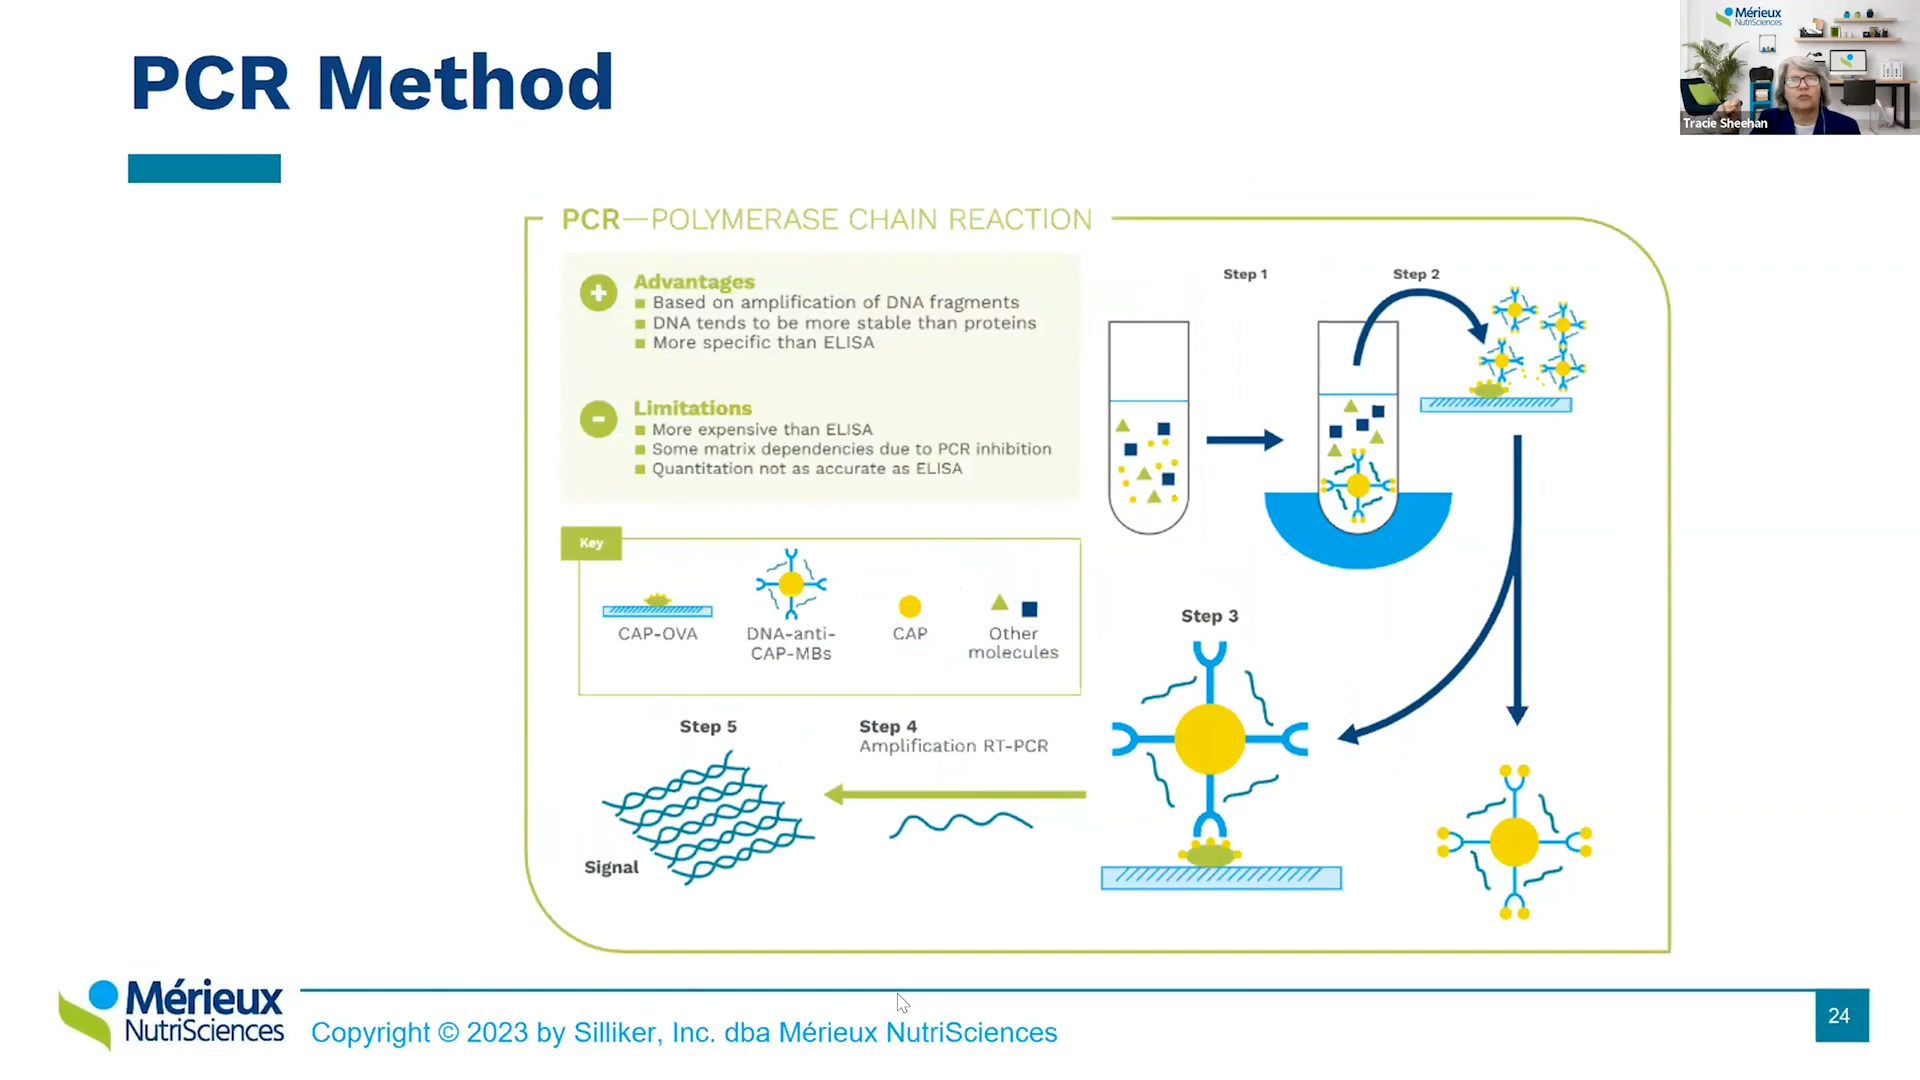 PCR Method
Mérieux
NutriSciences
Tracie Sheehan
PCR—POLYMERASE CHAIN REACTION
+
Advantages
Based on amplification of DNA fragments
DNA tends to be more stable than proteins
More specific than ELISA
-
Limitations
More expensive than ELISA
Some matrix dependencies due to PCR inhibition
Quantitation not as accurate as ELISA
Step 1
Step 2
Key
CAP-OVA
DNA-anti-
CAP-MBs
CAP
Other
molecules
Step 3
Step 4
Amplification RT-PCR
Step 5
Signal
Mérieux
NutriSciences
Copyright © 2023 by Silliker, Inc. dba Mérieux NutriSciences
24